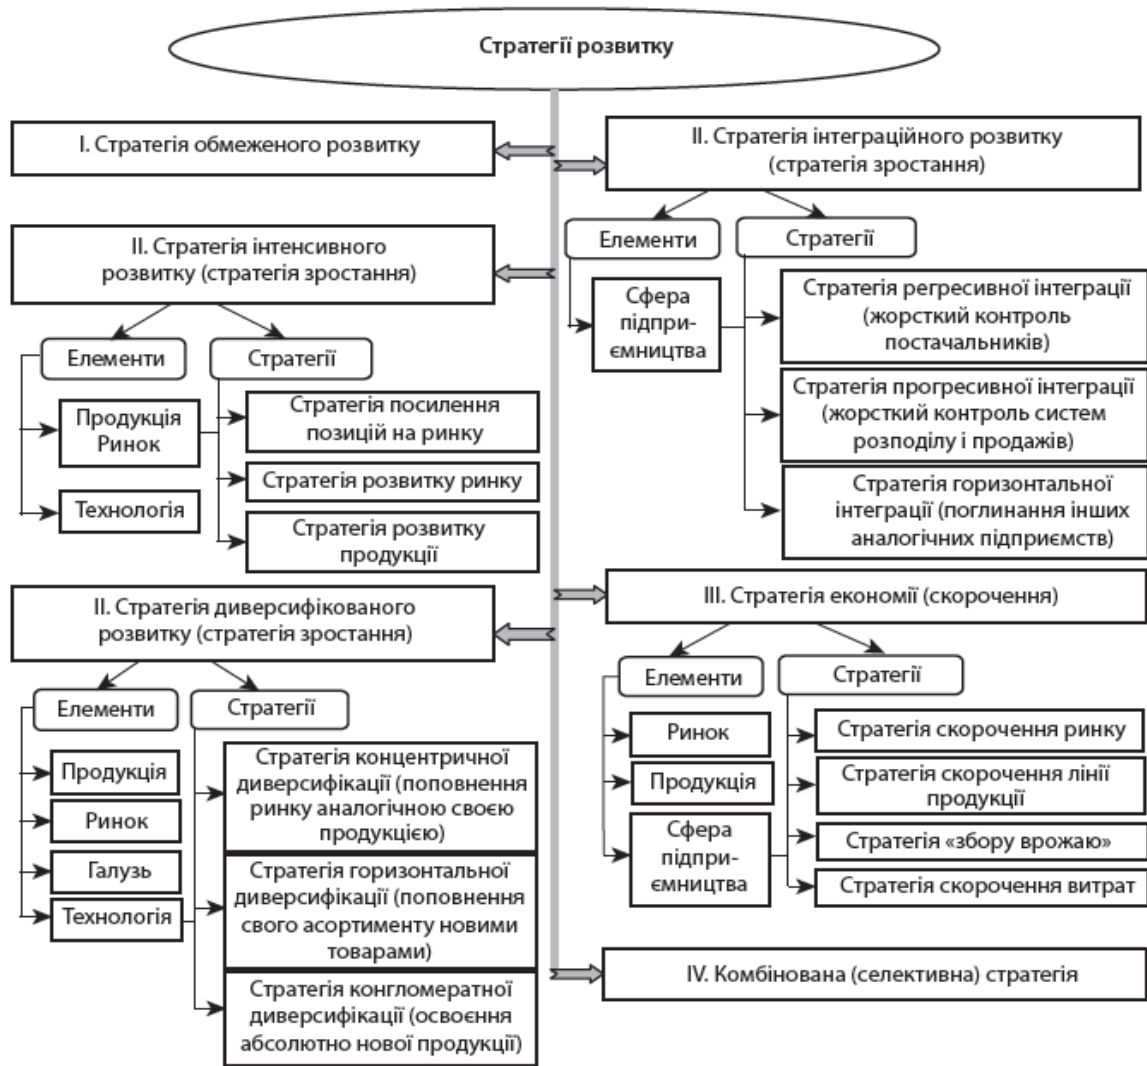 Стратегії розвитку
І. Стратегія обмеженого розвитку
ІІ. Стратегія інтеграційного розвитку
(стратегія зростання)
Елементи
Стратегії
Сфера
підпри-
ємництва
Стратегія регресивної інтеграції
(жорсткий контроль
постачальників)
Стратегія прогресивної інтеграції
(жорсткий контроль систем
розподілу і продажів)
Стратегія горизонтальної
інтеграції (поглинання інших
аналогічних підприємств)
ІІ. Стратегія інтенсивного
розвитку (стратегія зростання)
Елементи
Стратегії
Продукція
Ринок
Технологія
Стратегія посилення
позицій на ринку
Стратегія розвитку ринку
Стратегія розвитку
продукції
ІІ. Стратегія диверсифікованого
розвитку (стратегія зростання)
Елементи
Стратегії
Продукція
Ринок
Галузь
Технологія
Стратегія концентричної
диверсифікації (поповнення
ринку аналогічною своєю
продукцією)
Стратегія горизонтальної
диверсифікації (поповнення
свого асортименту новими
товарами)
Стратегія конгломератної
диверсифікації (освоєння
абсолютно нової продукції)
ІІІ. Стратегія економії (скорочення)
Елементи
Стратегії
Ринок
Продукція
Сфера
підпри-
ємництва
Стратегія скорочення ринку
Стратегія скорочення лінії
продукції
Стратегія «збору врожаю»
Стратегія скорочення витрат
IV. Комбінована (селективна) стратегія